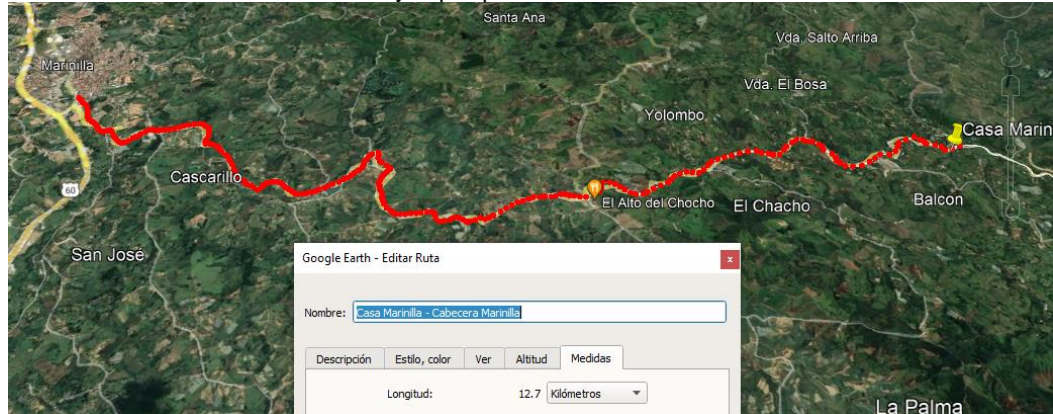 Santa Ana
Vda. Salto Arriba
Marinilla
Vda. El Bosa
Yolombo
Casa Marin
Cascarillo
60
El Alto del Chocho
El Chacho
Balcón
San José
Google Earth - Editar Ruta
x
Nombre: Casa Marinilla - Cabecera Marinilla
Descripción Estilo, color Ver Altitud Medidas
Longitud: 12.7 Kilómetros
La Palma